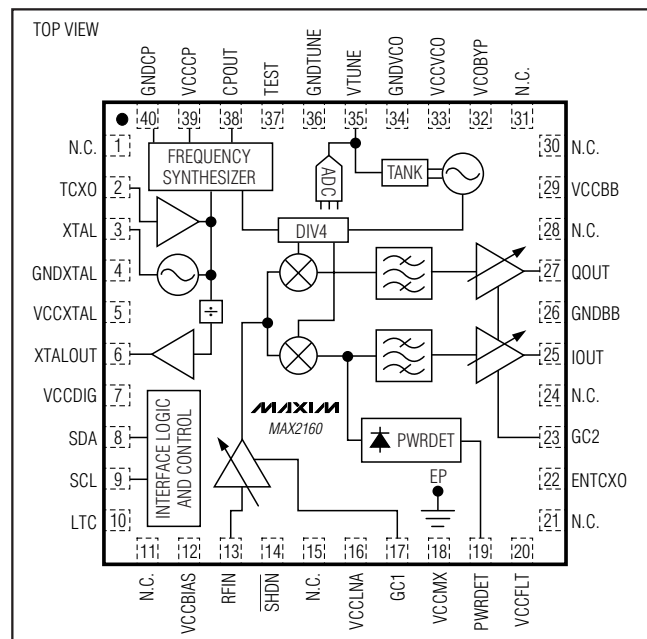 TOP VIEW
GNDCP
VCCCP
CPOUT
TEST
GNDTUNE
VTUNE
GNDVCO
VCCVCO
VCOBYP
N.C.
40
39
38
37
36
35
34
33
32
31
N.C.
1
TCXO
2
XTAL
3
GNDXTAL
4
VCCXTAL
5
XTALOUT
6
VCCDIG
7
SDA
8
SCL
9
LTC
10
FREQUENCY
SYNTHESIZER
ADC
TANK
DIV4
÷
INTERFACE LOGIC
AND CONTROL
MAXIM
MAX2160
PWRDET
EP
30
N.C.
29
VCCBB
28
N.C.
27
QOUT
26
GNDBB
25
IOUT
24
N.C.
23
GC2
22
ENTCXO
21
N.C.
11
12
13
14
15
16
17
18
19
20
N.C.
VCCBIAS
RFIN
SHDN
N.C.
VCCLNA
GC1
VCCMX
PWRDET
VCCFLT